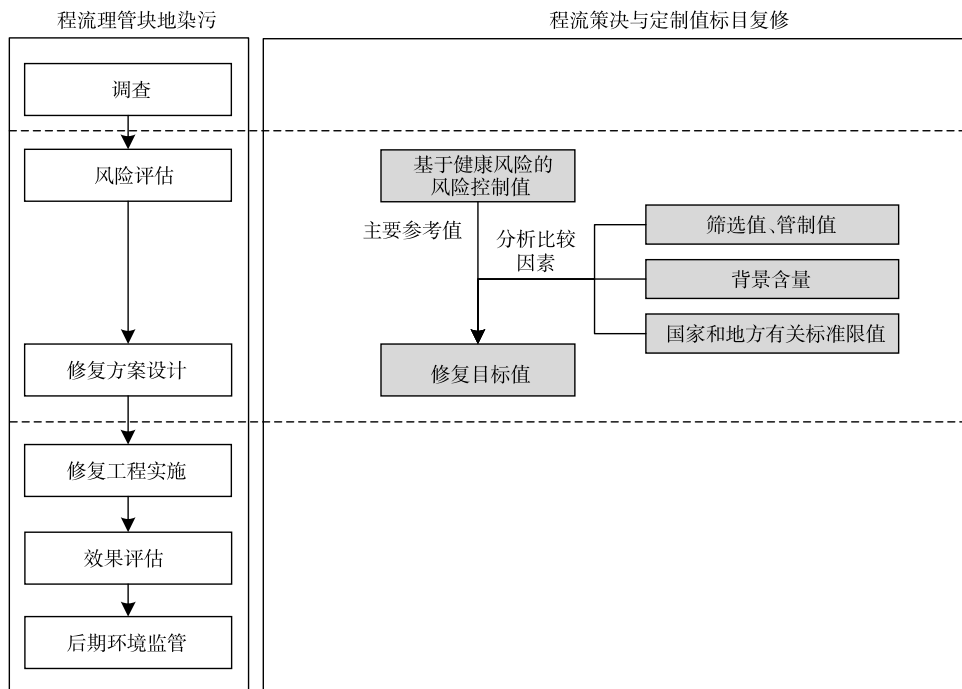 程流理管块地染污
程流策决与定制值标目复修
调查
风险评估
基于健康风险的
风险控制值
主要参考值
分析比较
因素
筛选值、管制值
背景含量
国家和地方有关标准限值
修复方案设计
修复目标值
修复工程实施
效果评估
后期环境监管